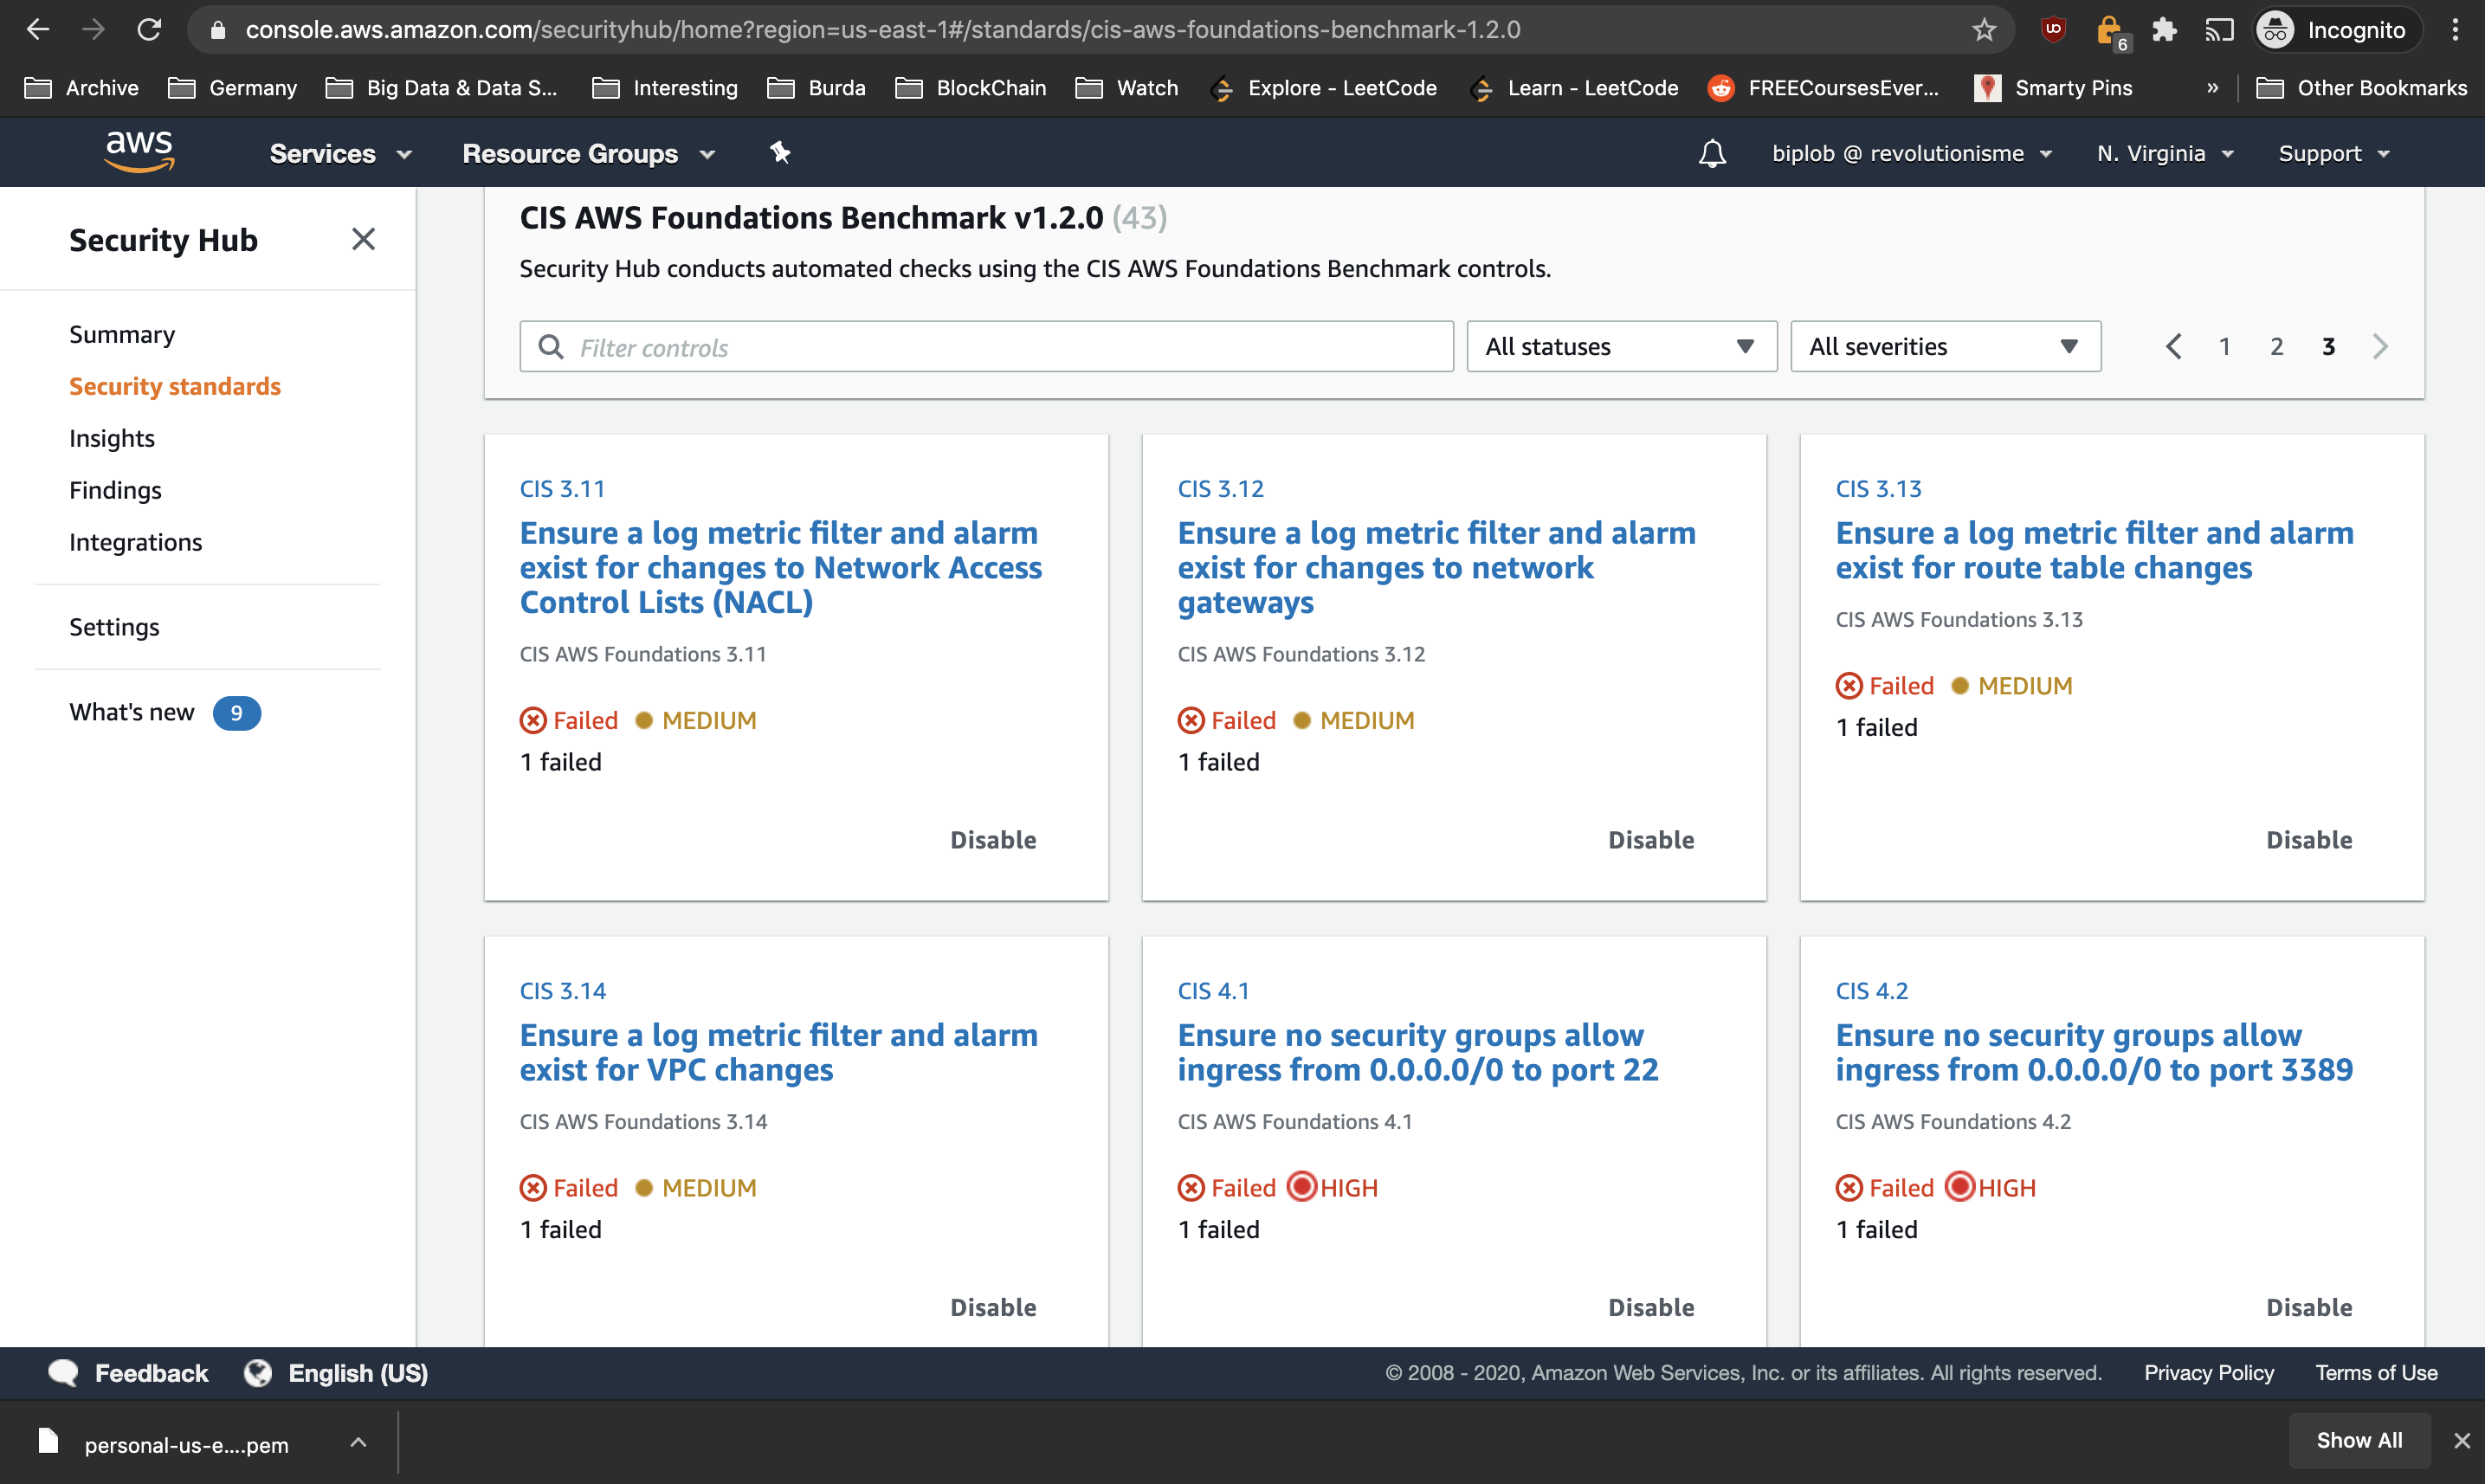 console.aws.amazon.com/securityhub/home?region=us-east-1#/standards/cis-aws-foundations-benchmark-1.2.0
6
Incognito
Archive Germany Big Data & Data S... Interesting Burda BlockChain Watch Explore - LeetCode Learn - LeetCode FREECoursesEver... Smarty Pins » Other Bookmarks
aws Services Resource Groups biplob @ revolutionisme N. Virginia Support
Security Hub
Summary
Security standards
Insights
Findings
Integrations
Settings
What's new 9
CIS AWS Foundations Benchmark v1.2.0 (43)
Security Hub conducts automated checks using the CIS AWS Foundations Benchmark controls.
Filter controls All statuses All severities 1 2 3
CIS 3.11
Ensure a log metric filter and alarm
exist for changes to Network Access
Control Lists (NACL)
CIS AWS Foundations 3.11
Failed MEDIUM
1 failed
Disable
CIS 3.12
Ensure a log metric filter and alarm
exist for changes to network
gateways
CIS AWS Foundations 3.12
Failed MEDIUM
1 failed
Disable
CIS 3.13
Ensure a log metric filter and alarm
exist for route table changes
CIS AWS Foundations 3.13
Failed MEDIUM
1 failed
Disable
CIS 3.14
Ensure a log metric filter and alarm
exist for VPC changes
CIS AWS Foundations 3.14
Failed MEDIUM
1 failed
Disable
CIS 4.1
Ensure no security groups allow
ingress from 0.0.0.0/0 to port 22
CIS AWS Foundations 4.1
Failed HIGH
1 failed
Disable
CIS 4.2
Ensure no security groups allow
ingress from 0.0.0.0/0 to port 3389
CIS AWS Foundations 4.2
Failed HIGH
1 failed
Disable
Feedback English (US) © 2008 - 2020, Amazon Web Services, Inc. or its affiliates. All rights reserved. Privacy Policy Terms of Use
personal-us-e....pem Show All